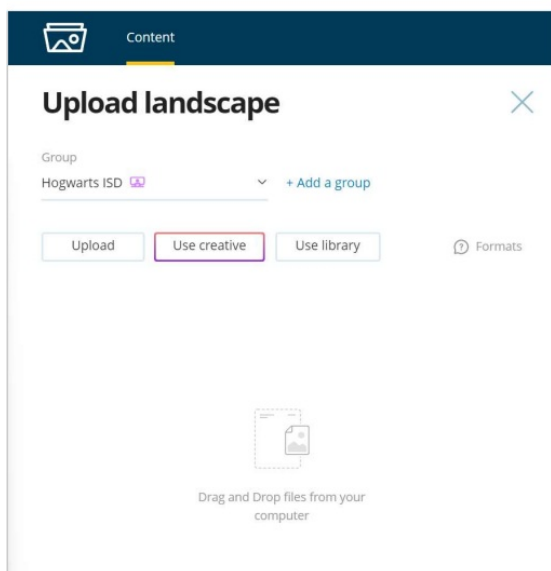 Content
Upload landscape
Group
Hogwarts ISD
+ Add a group
Upload Use creative Use library ? Formats
Drag and Drop files from your
computer